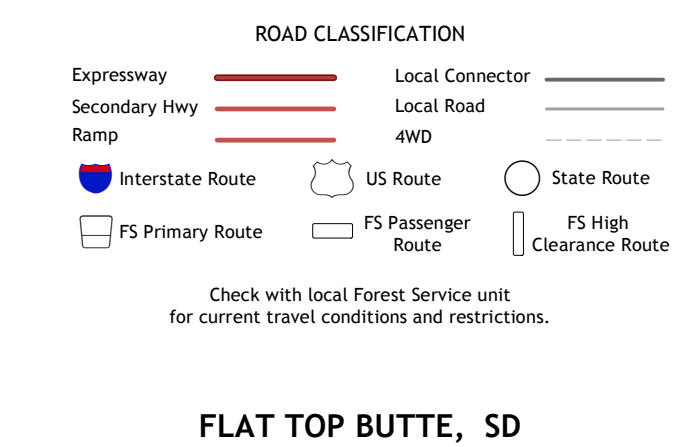 ROAD CLASSIFICATION
Expressway
Local Connector
Secondary Hwy
Local Road
Ramp
4WD
Interstate Route
US Route
State Route
FS Primary Route
FS Passenger
Route
FS High
Clearance Route
Check with local Forest Service unit
for current travel conditions and restrictions.
FLAT TOP BUTTE, SD